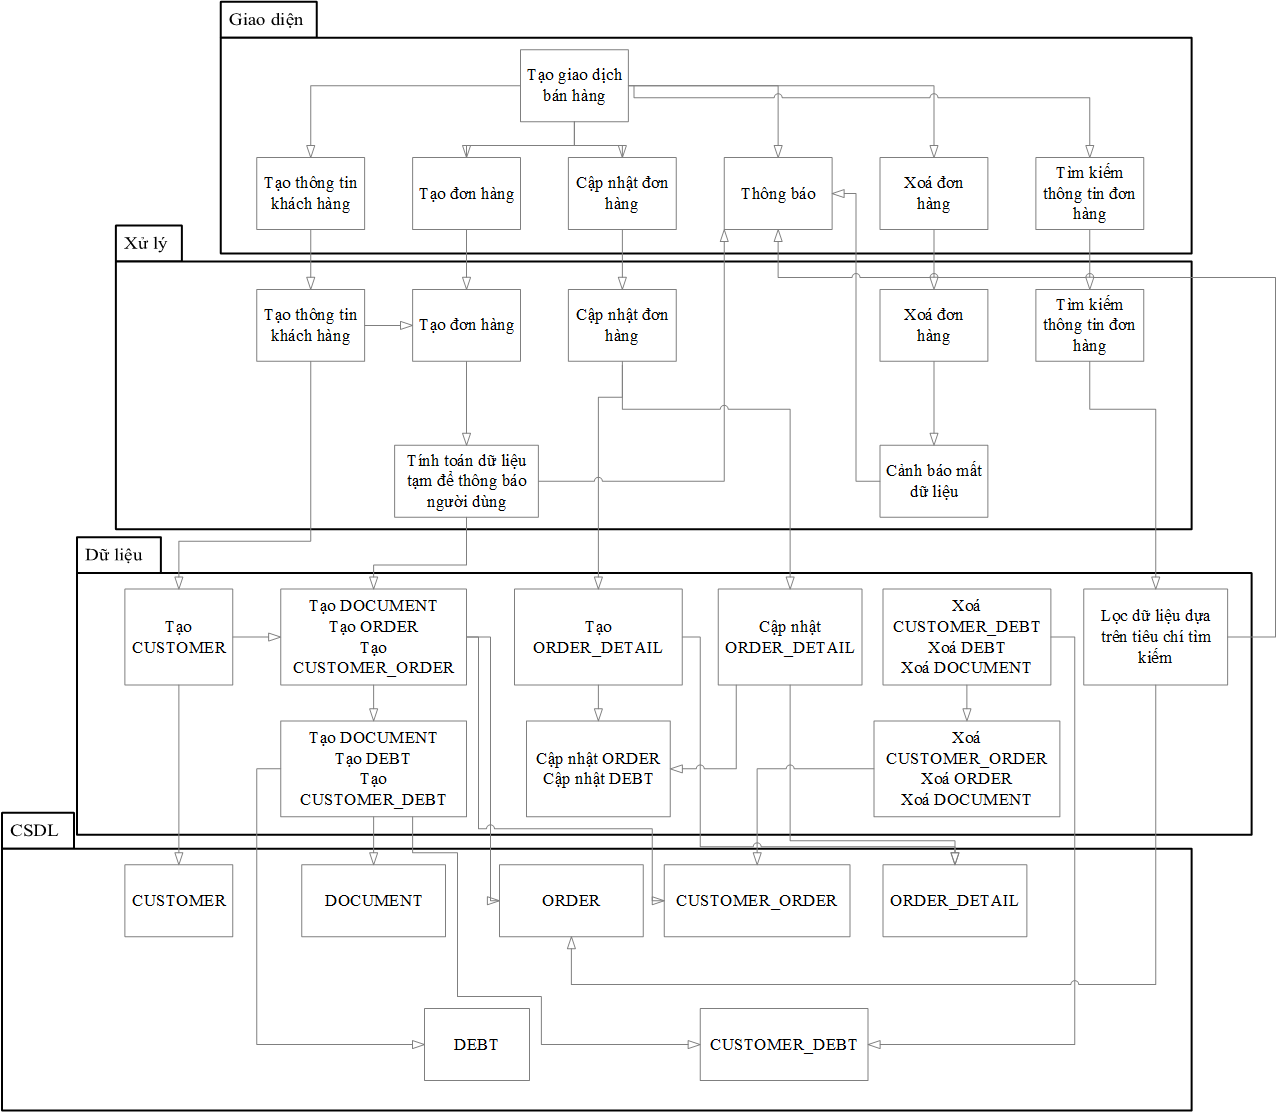 Giao diện
Tạo giao dịch
bán hàng
Tạo thông tin
khách hàng
Tạo đơn hàng
Cập nhật đơn
hàng
Thông báo
Xoá đơn
hàng
Tìm kiếm
thông tin đơn
hàng
Xử lý
Tạo thông tin
khách hàng
Tạo đơn hàng
Cập nhật đơn
hàng
Xoá đơn
hàng
Tìm kiếm
thông tin đơn
hàng
Tính toán dữ liệu
tạm để thông báo
người dùng
Cảnh báo mất
dữ liệu
Dữ liệu
Tạo
CUSTOMER
Tạo DOCUMENT
Tạo ORDER
Tạo
CUSTOMER_ORDER
Tạo
ORDER_DETAIL
Cập nhật
ORDER_DETAIL
Xoá
CUSTOMER_DEBT
Xoá DEBT
Xoá DOCUMENT
Lọc dữ liệu dựa
trên tiêu chí tìm
kiếm
Tạo DOCUMENT
Tạo DEBT
Tạo
CUSTOMER_DEBT
Cập nhật ORDER
Cập nhật DEBT
Xoá
CUSTOMER_ORDER
Xoá ORDER
Xoá DOCUMENT
CSDL
CUSTOMER
DOCUMENT
ORDER
CUSTOMER_ORDER
ORDER_DETAIL
DEBT
CUSTOMER_DEBT